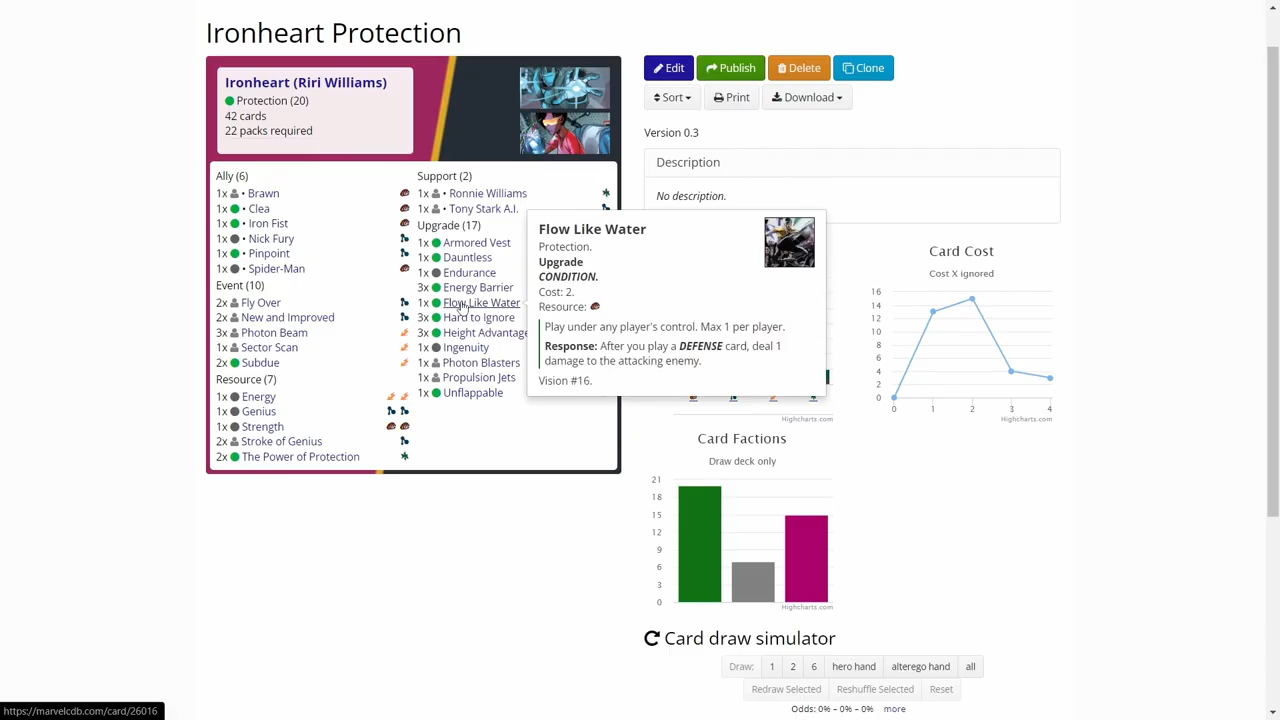 Ironheart Protection
Ironheart (Riri Williams)
Protection (20)
42 cards
22 packs required
Ally (6)
1x • Brawn
1x • Clea
1x • Iron Fist
1x • Nick Fury
1x • Pinpoint
1x • Spider-Man
Event (10)
2x Fly Over
2x New and Improved
3x Photon Beam
1x Sector Scan
2x Subdue
Resource (7)
1x Energy
1x Genius
1x Strength
2x Stroke of Genius
2x The Power of Protection
Support (2)
1x • Ronnie Williams
1x • Tony Stark A.I.
Upgrade (17)
1x Armored Vest
1x Dauntless
1x Endurance
3x Energy Barrier
1x Flow Like Water
3x Hard to Ignore
3x Height Advantage
1x Ingenuity
1x Photon Blasters
1x Propulsion Jets
1x Unflappable
Flow Like Water
Protection.
Upgrade
CONDITION.
Cost: 2.
Resource:
Play under any player's control. Max 1 per player.
Response: After you play a DEFENSE card, deal 1
damage to the attacking enemy.
Vision #16.
Edit Publish Delete Clone
Sort Print Download
Version 0.3
Description
No description.
Card Cost
Cost X ignored
16
14
12
10
8
6
4
2
0
0 1 2 3 4
Highcharts.com
Highcharts.com
Card Factions
Draw deck only
21
18
15
12
9
6
3
0
Highcharts.com
Card draw simulator
Draw: 1 2 6 hero hand alterego hand all
Redraw Selected Reshuffle Selected Reset
Odds: 0% – 0% – 0% more
https://marvelcdb.com/card/26016